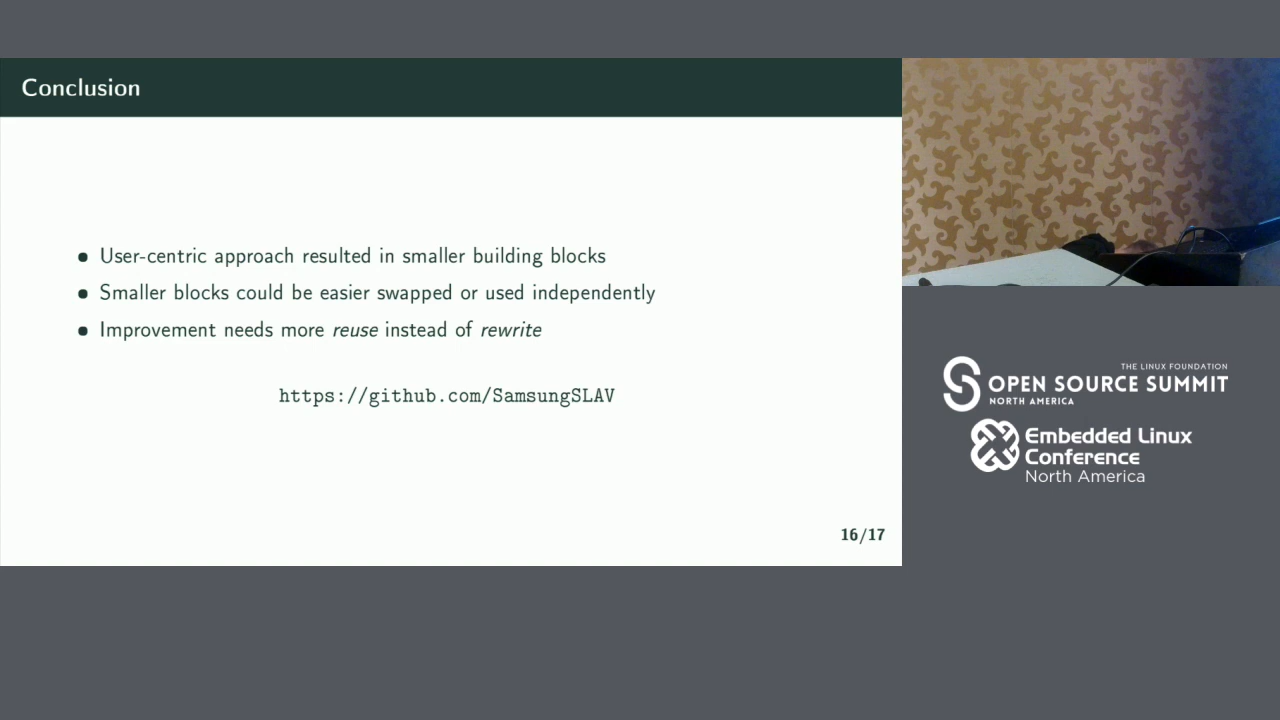 Conclusion
User-centric approach resulted in smaller building blocks
Smaller blocks could be easier swapped or used independently
Improvement needs more reuse instead of rewrite
https://github.com/SamsungSLAV
16/17
THE LINUX FOUNDATION
OPEN SOURCE SUMMIT
NORTH AMERICA
Embedded Linux
Conference
North America